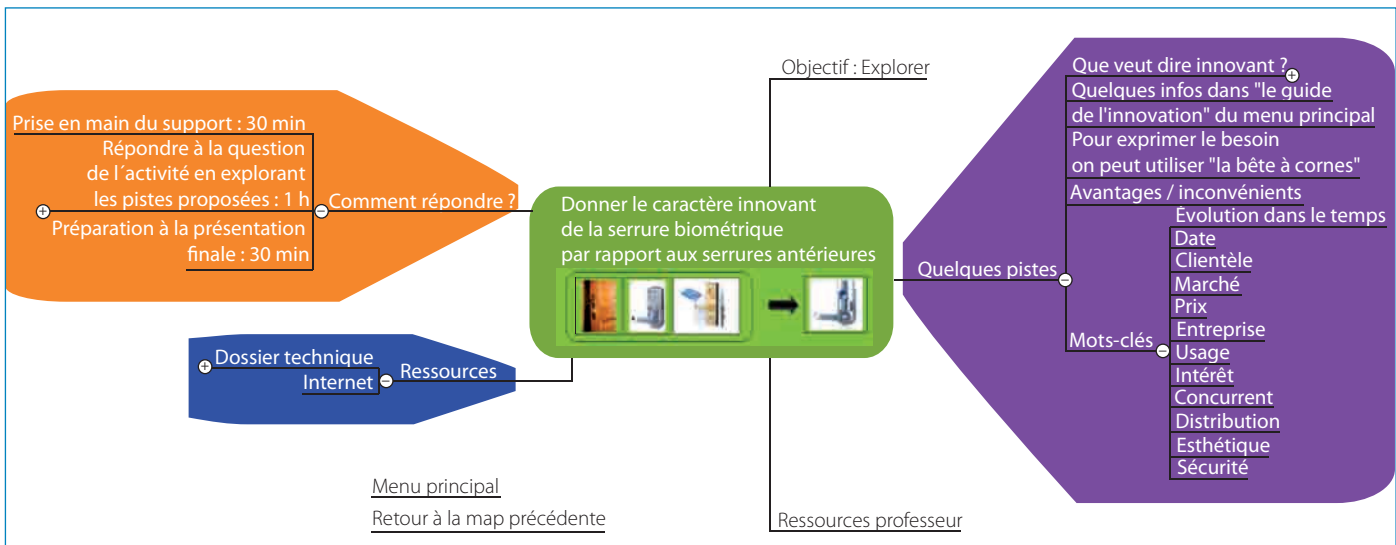 Objectif : Explorer
Donner le caractère innovant
de la serrure biométrique
par rapport aux serrures antérieures
Comment répondre ?
Prise en main du support : 30 min
Répondre à la question
de l´activité en explorant
les pistes proposées : 1 h
Préparation à la présentation
finale : 30 min
Ressources
Dossier technique
Internet
Menu principal
Retour à la map précédente
Ressources professeur
Quelques pistes
Que veut dire innovant ?
Quelques infos dans "le guide
de l'innovation" du menu principal
Pour exprimer le besoin
on peut utiliser "la bête à cornes"
Avantages / inconvénients
Mots-clés
Évolution dans le temps
Date
Clientèle
Marché
Prix
Entreprise
Usage
Intérêt
Concurrent
Distribution
Esthétique
Sécurité